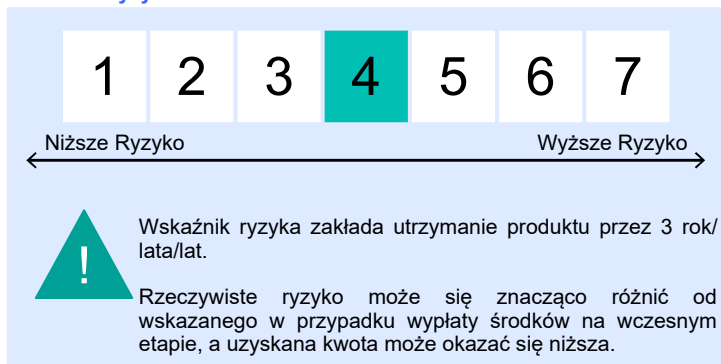 1 2 3 4 5 6 7
Niższe Ryzyko Wyższe Ryzyko
!
Wskaźnik ryzyka zakłada utrzymanie produktu przez 3 rok/
lata/lat.
Rzeczywiste ryzyko może się znacząco różnić od
wskazanego w przypadku wypłaty środków na wczesnym
etapie, a uzyskana kwota może okazać się niższa.